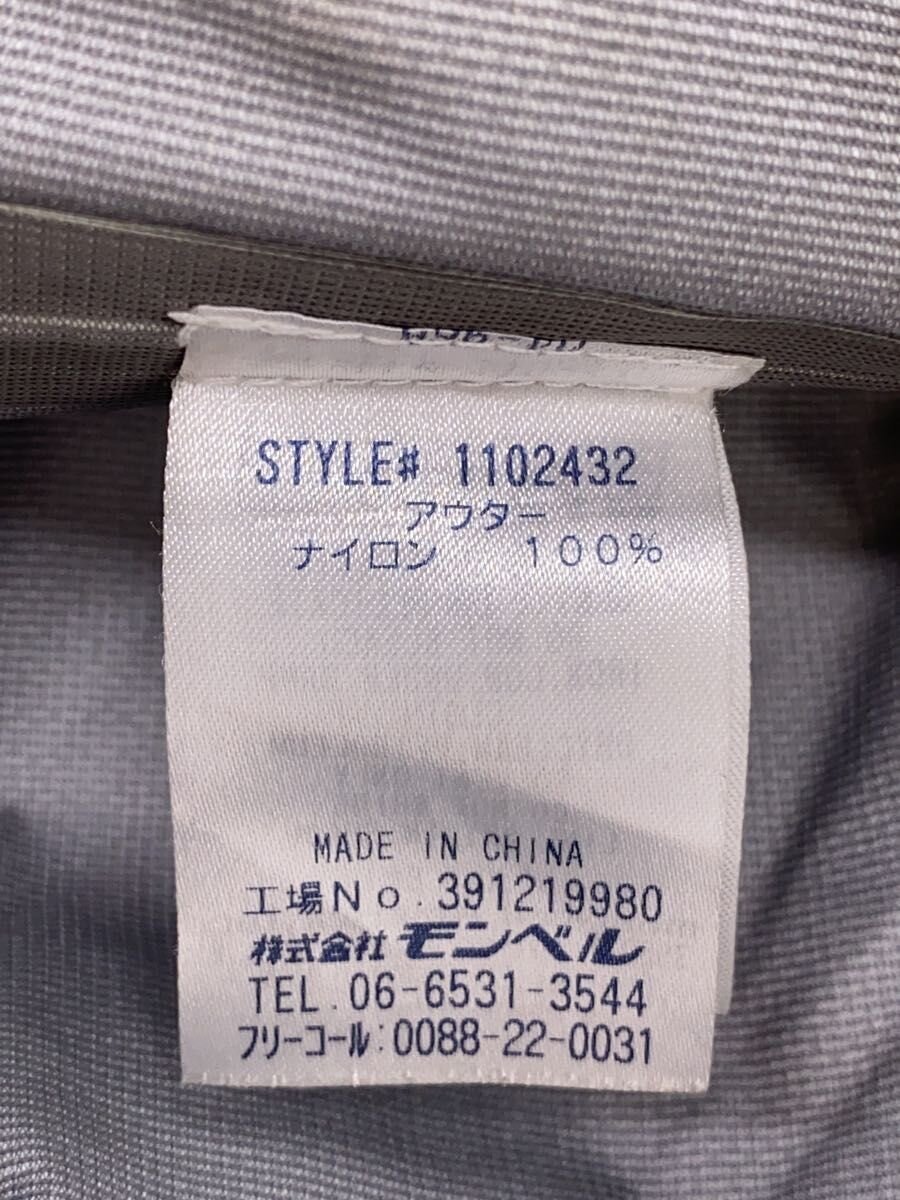 STYLE# 1102432
アウター
ナイロン 100%
MADE IN CHINA
工場No.391219980
株式会社 モンベル
TEL.06-6531-3544
フリーコール:0088-22-0031